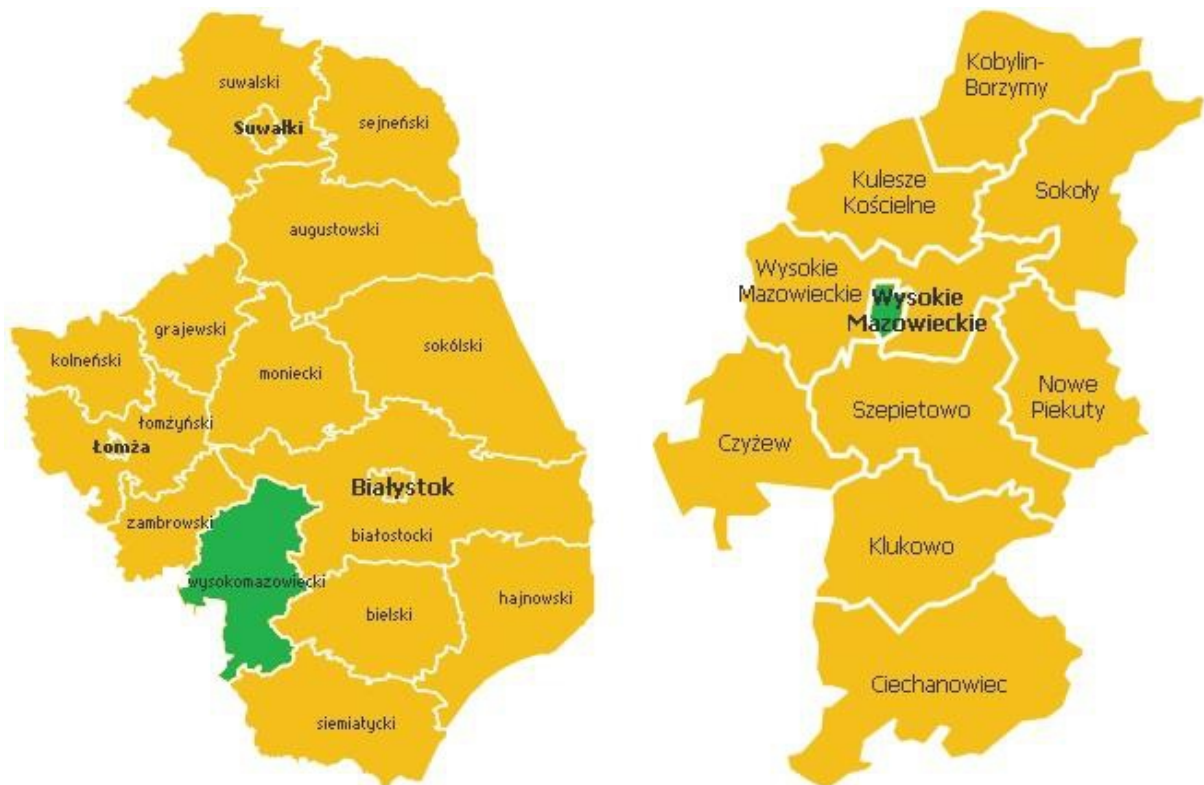 suwalski
Suwałki
sejneński
augustowski
grajewski
kolneński
moniecki
sokólski
łomżyński
Łomża
Białystok
zambrowski
białostocki
wysokomazowiecki
hajnowski
bielski
siemiatycki
Kobylin-
Borzymy
Kulesze
Kościelne
Sokoły
Wysokie
Mazowieckie
Wysokie
Mazowieckie
Nowe
Piekuty
Szepietowo
Czyżew
Klukowo
Ciechanowiec